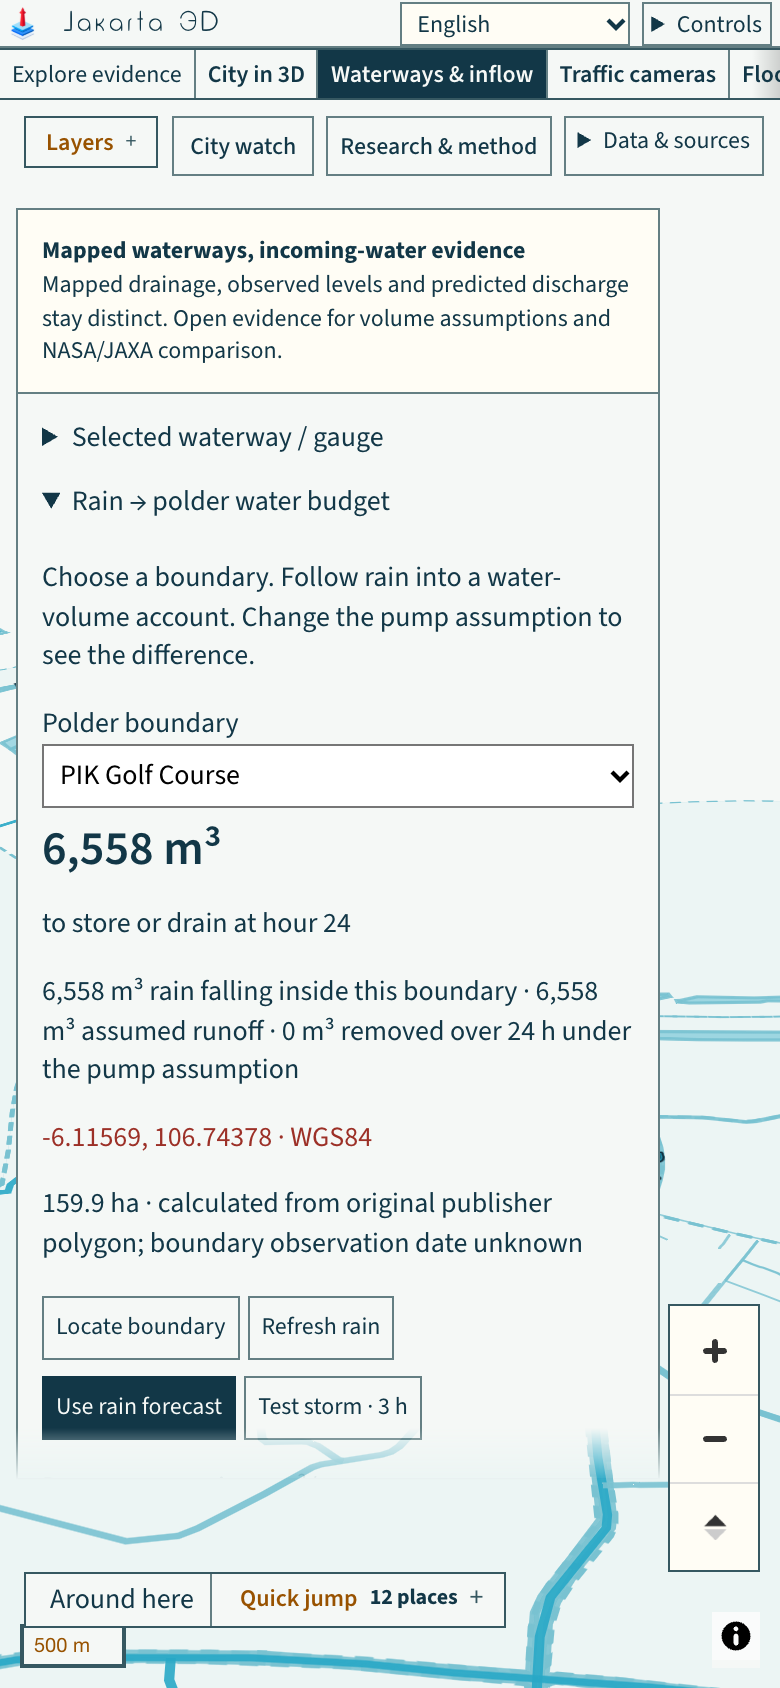 Jakarta 3D
English
▶ Controls
Explore evidence
City in 3D
Waterways & inflow
Traffic cameras
Layers +
City watch
Research & method
▶ Data & sources
Mapped waterways, incoming-water evidence
Mapped drainage, observed levels and predicted discharge
stay distinct. Open evidence for volume assumptions and
NASA/JAXA comparison.
▶ Selected waterway / gauge
▼ Rain → polder water budget
Choose a boundary. Follow rain into a water-
volume account. Change the pump assumption to
see the difference.
Polder boundary
PIK Golf Course
6,558 m³
to store or drain at hour 24
6,558 m³ rain falling inside this boundary · 6,558
m³ assumed runoff · 0 m³ removed over 24 h under
the pump assumption
-6.11569, 106.74378 · WGS84
159.9 ha · calculated from original publisher
polygon; boundary observation date unknown
Locate boundary
Refresh rain
Use rain forecast
Test storm · 3 h
Around here
Quick jump 12 places +
500 m